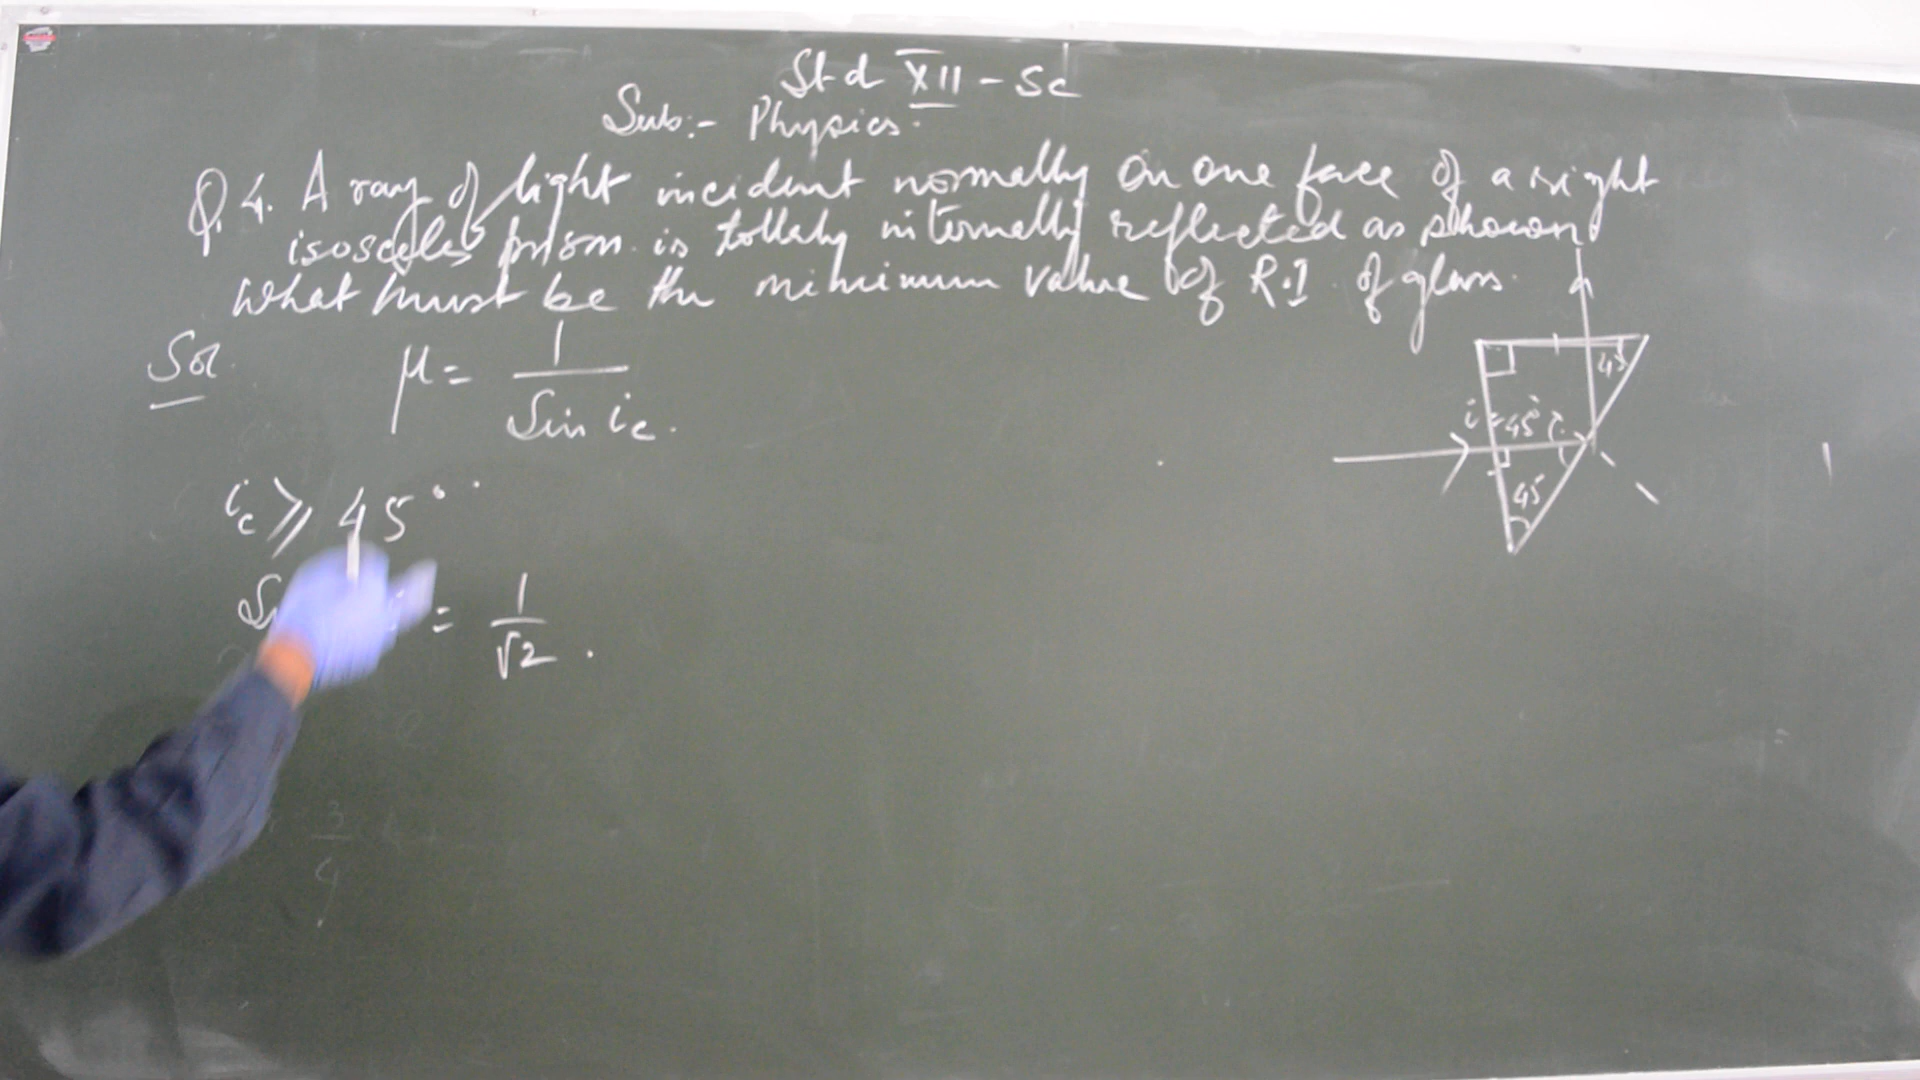 Std XII - Sc
Sub:- Physics.
Q.4. A ray of light incident normally on one face of a right
isosceles prism is totally internally reflected as shown
What must be the minimum value of R.I. of glass.
Sol.
μ = 1 / Sin ic.
ic ⩾ 45°.
= 1 / √2 .
45
i = 45°
45
3
4